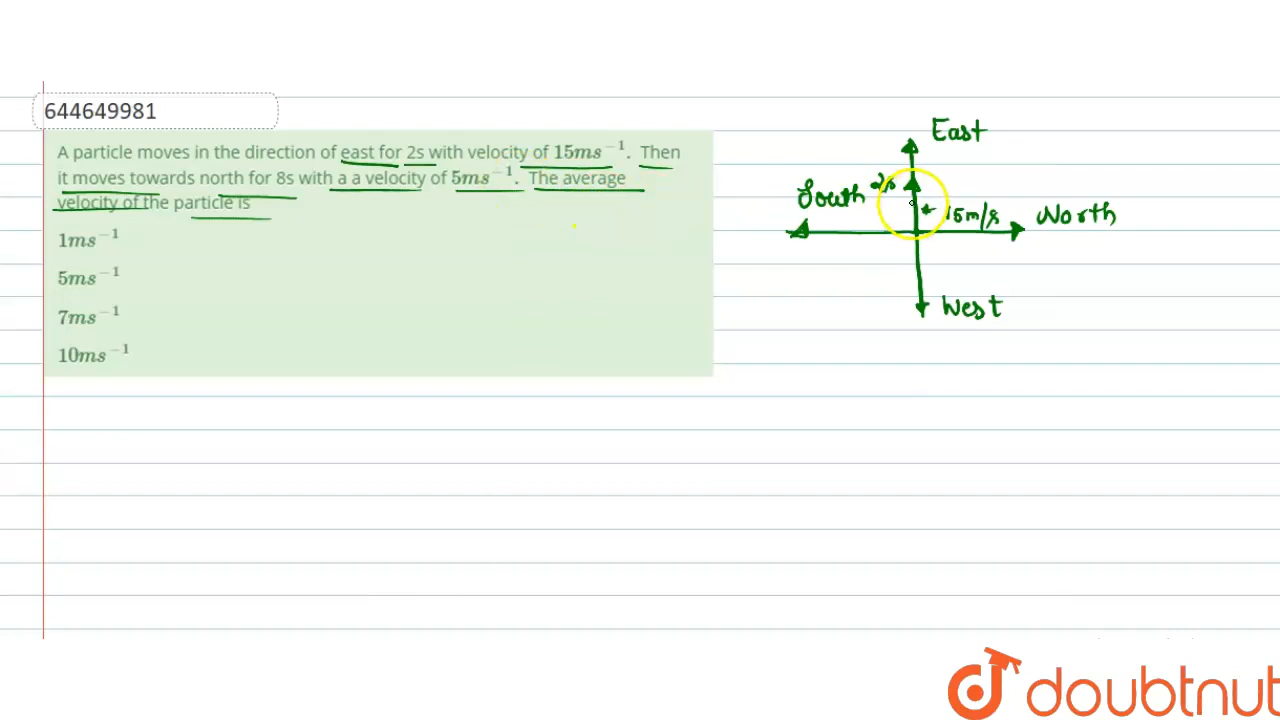 644649981
A particle moves in the direction of east for 2s with velocity of 15ms⁻¹. Then
it moves towards north for 8s with a a velocity of 5ms⁻¹. The average
velocity of the particle is
1ms⁻¹
5ms⁻¹
7ms⁻¹
10ms⁻¹
East
South
2s
15m/s
North
West
doubtnut